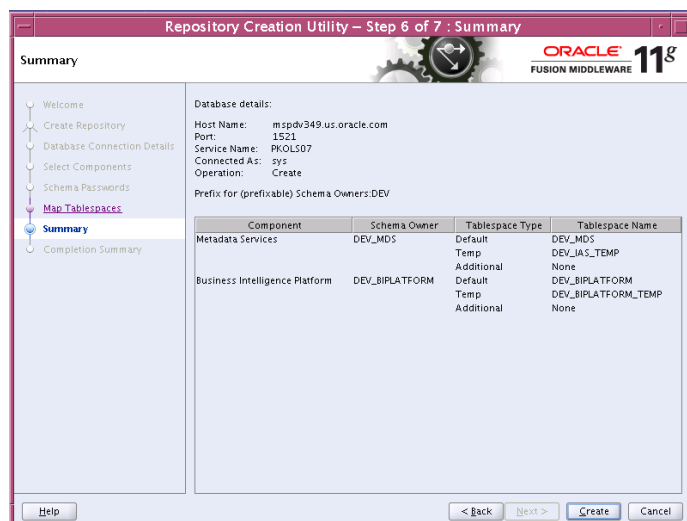 Repository Creation Utility – Step 6 of 7 : Summary
Summary
ORACLE
FUSION MIDDLEWARE 11g
Welcome
Create Repository
Database Connection Details
Select Components
Schema Passwords
Map Tablespaces
Summary
Completion Summary
Database details:
Host Name: mspdv349.us.oracle.com
Port: 1521
Service Name: PKOLS07
Connected As: sys
Operation: Create
Prefix for (prefixable) Schema Owners:DEV
Component Schema Owner Tablespace Type Tablespace Name
Metadata Services DEV_MDS Default DEV_MDS
Temp DEV_IAS_TEMP
Additional None
Business Intelligence Platform DEV_BIPLATFORM Default DEV_BIPLATFORM
Temp DEV_BIPLATFORM_TEMP
Additional None
Help < Back Next > Create Cancel